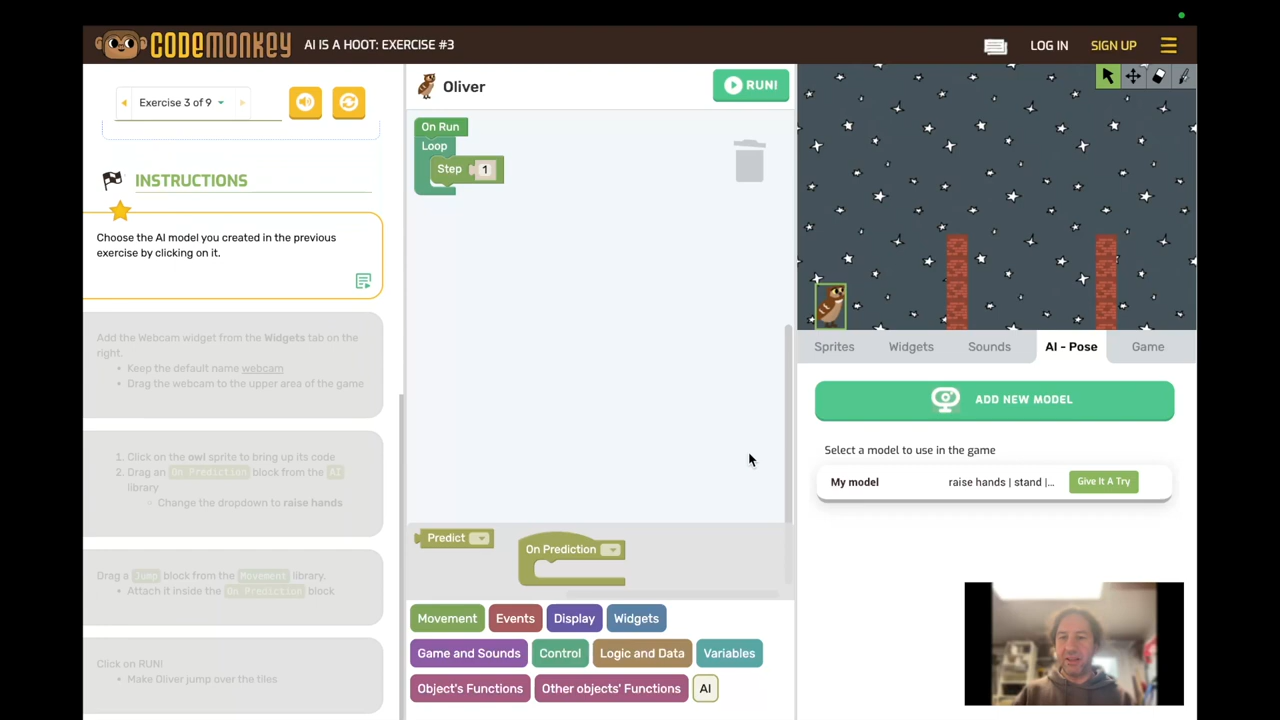 CODEMONKEY
AI IS A HOOT: EXERCISE #3
LOG IN
SIGN UP
Exercise 3 of 9
INSTRUCTIONS
Choose the AI model you created in the previous
exercise by clicking on it.
Add the Webcam widget from the Widgets tab on the
right.
• Keep the default name webcam
• Drag the webcam to the upper area of the game
1. Click on the owl sprite to bring up its code
2. Drag an On Prediction block from the AI
library
• Change the dropdown to raise hands
Drag a Jump block from the Movement library.
• Attach it inside the On Prediction block
Click on RUN!
• Make Oliver jump over the tiles
Oliver
RUN!
On Run
Loop
Step 1
Predict
On Prediction
Movement
Events
Display
Widgets
Game and Sounds
Control
Logic and Data
Variables
Object's Functions
Other objects' Functions
AI
Sprites
Widgets
Sounds
AI - Pose
Game
ADD NEW MODEL
Select a model to use in the game
My model
raise hands | stand |...
Give It A Try